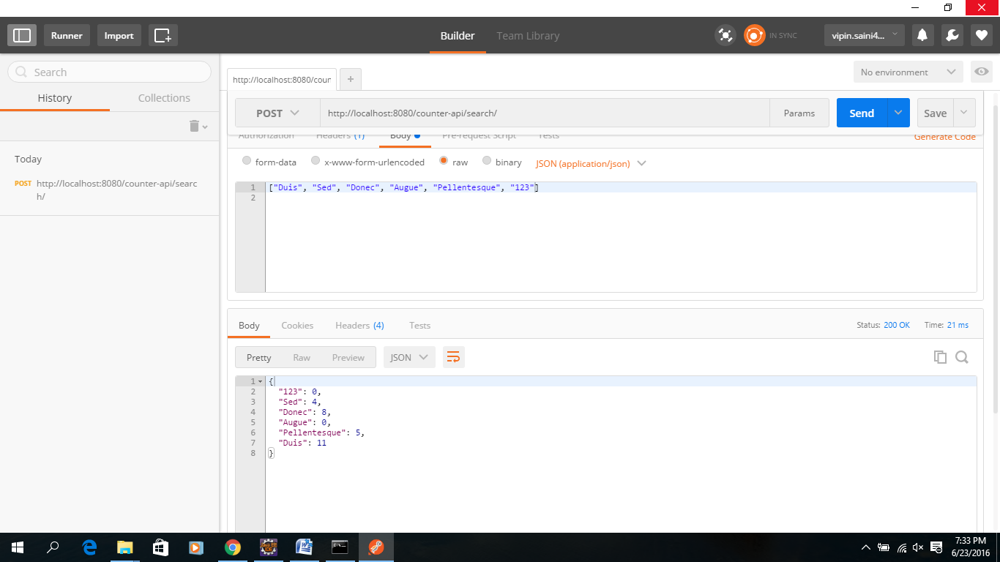 Runner Import Builder Team Library IN SYNC vipin.saini4...
Search
History Collections
Today
POST http://localhost:8080/counter-api/searc
h/
http://localhost:8080/coun + No environment
POST http://localhost:8080/counter-api/search/ Params Send Save
Authorization Headers (1) Body Pre-request Script Tests Generate Code
form-data x-www-form-urlencoded raw binary JSON (application/json)
1 ["Duis", "Sed", "Donec", "Augue", "Pellentesque", "123"]
2
Body Cookies Headers (4) Tests Status: 200 OK Time: 21 ms
Pretty Raw Preview JSON
1 {
2 "123": 0,
3 "Sed": 4,
4 "Donec": 8,
5 "Augue": 0,
6 "Pellentesque": 5,
7 "Duis": 11
8 }
7:33 PM
6/23/2016